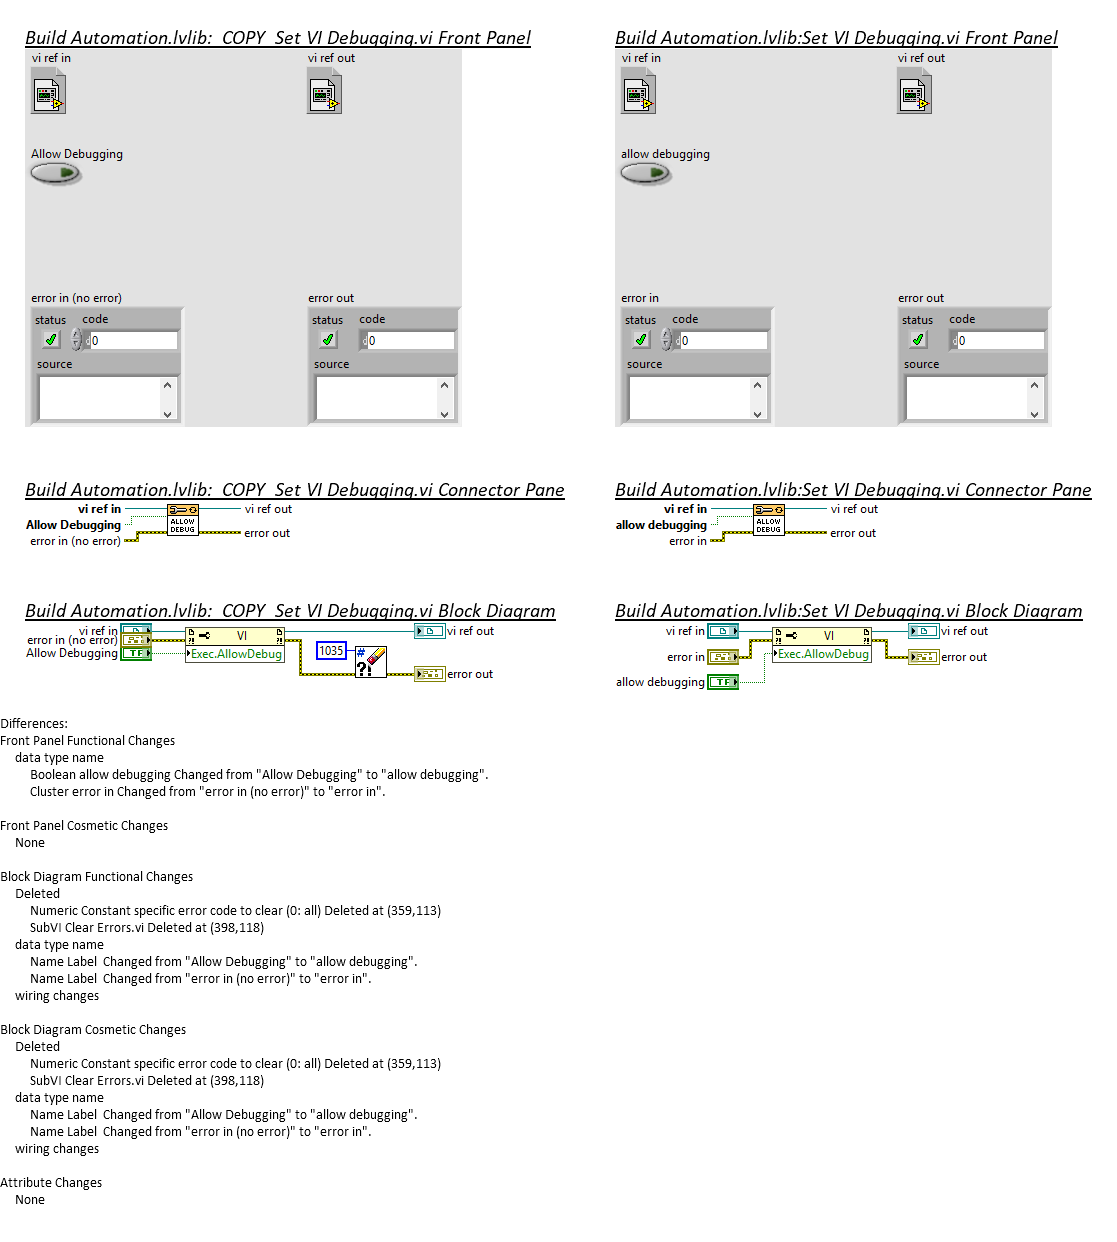 Build Automation.lvlib:_COPY_Set VI Debugging.vi Front Panel
vi ref in
vi ref out
Allow Debugging
error in (no error)
status
code
0
source
error out
status
code
0
source
Build Automation.lvlib:Set VI Debugging.vi Front Panel
vi ref in
vi ref out
allow debugging
error in
status
code
0
source
error out
status
code
0
source
Build Automation.lvlib:_COPY_Set VI Debugging.vi Connector Pane
vi ref in
Allow Debugging
error in (no error)
ALLOW
DEBUG
vi ref out
error out
Build Automation.lvlib:Set VI Debugging.vi Connector Pane
vi ref in
allow debugging
error in
ALLOW
DEBUG
vi ref out
error out
Build Automation.lvlib:_COPY_Set VI Debugging.vi Block Diagram
vi ref in
error in (no error)
Allow Debugging
TF
VI
Exec.AllowDebug
1035
#
?!
vi ref out
error out
Build Automation.lvlib:Set VI Debugging.vi Block Diagram
vi ref in
error in
allow debugging
TF
VI
Exec.AllowDebug
vi ref out
error out
Differences:
Front Panel Functional Changes
data type name
Boolean allow debugging Changed from "Allow Debugging" to "allow debugging".
Cluster error in Changed from "error in (no error)" to "error in".
Front Panel Cosmetic Changes
None
Block Diagram Functional Changes
Deleted
Numeric Constant specific error code to clear (0: all) Deleted at (359,113)
SubVI Clear Errors.vi Deleted at (398,118)
data type name
Name Label  Changed from "Allow Debugging" to "allow debugging".
Name Label  Changed from "error in (no error)" to "error in".
wiring changes
Block Diagram Cosmetic Changes
Deleted
Numeric Constant specific error code to clear (0: all) Deleted at (359,113)
SubVI Clear Errors.vi Deleted at (398,118)
data type name
Name Label  Changed from "Allow Debugging" to "allow debugging".
Name Label  Changed from "error in (no error)" to "error in".
wiring changes
Attribute Changes
None